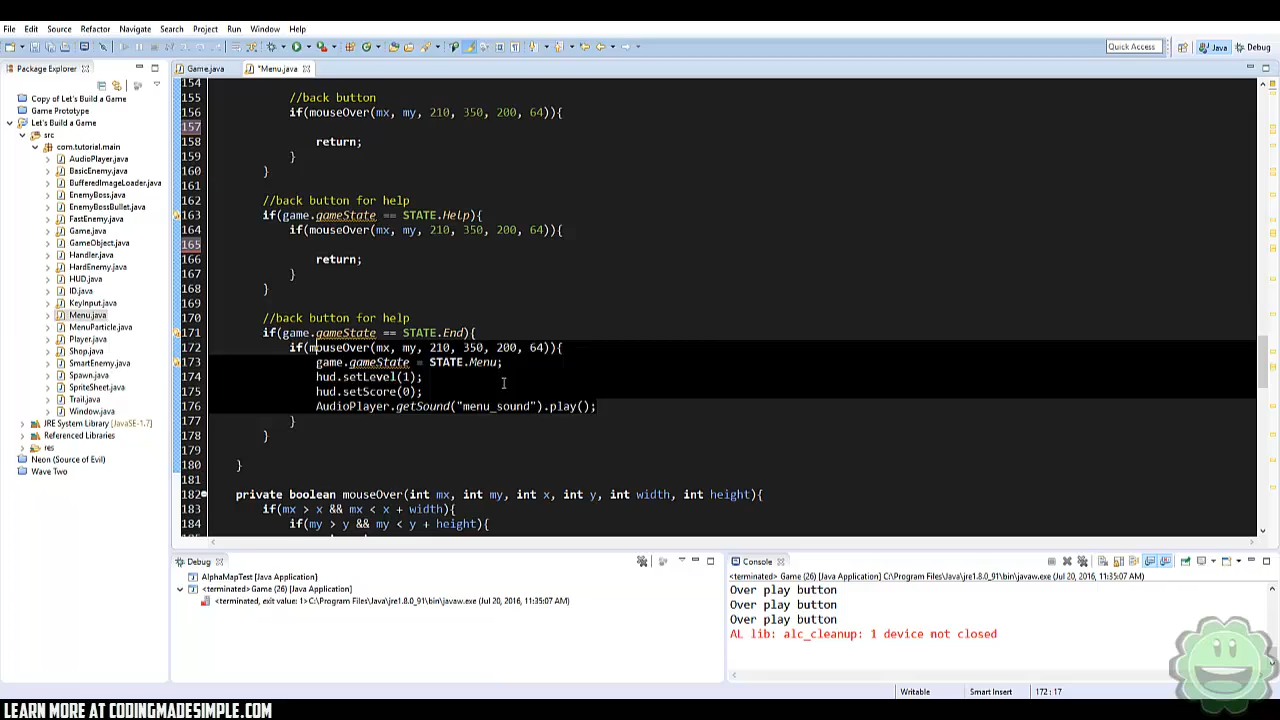 File Edit Source Refactor Navigate Search Project Run Window Help
Quick Access Java Debug
Package Explorer
Game.java *Menu.java
Copy of Let's Build a Game
Game Prototype
Let's Build a Game
src
com.tutorial.main
AudioPlayer.java
BasicEnemy.java
BufferedImageLoader.java
EnemyBoss.java
EnemyBossBullet.java
FastEnemy.java
Game.java
GameObject.java
Handler.java
HardEnemy.java
HUD.java
ID.java
KeyInput.java
Menu.java
MenuParticle.java
Player.java
Shop.java
SmartEnemy.java
Spawn.java
SpriteSheet.java
Trail.java
Window.java
JRE System Library [JavaSE-1.7]
Referenced Libraries
res
Neon (Source of Evil)
Wave Two
154
155 //back button
156 if(mouseOver(mx, my, 210, 350, 200, 64)){
157
158 return;
159 }
160 }
161
162 //back button for help
163 if(game.gameState == STATE.Help){
164 if(mouseOver(mx, my, 210, 350, 200, 64)){
165
166 return;
167 }
168 }
169
170 //back button for help
171 if(game.gameState == STATE.End){
172 if(mouseOver(mx, my, 210, 350, 200, 64)){
173 game.gameState = STATE.Menu;
174 hud.setLevel(1);
175 hud.setScore(0);
176 AudioPlayer.getSound("menu_sound").play();
177 }
178 }
179
180 }
181
182 private boolean mouseOver(int mx, int my, int x, int y, int width, int height){
183 if(mx > x && mx < x + width){
184 if(my > y && my < y + height){
Debug
AlphaMapTest [Java Application]
<terminated> Game (26) [Java Application]
<terminated, exit value: 1> C:\Program Files\Java\jre1.8.0_91\bin\javaw.exe (Jul 20, 2016, 11:35:07 AM)
Console
<terminated> Game (26) [Java Application] C:\Program Files\Java\jre1.8.0_91\bin\javaw.exe (Jul 20, 2016, 11:35:07 AM)
Over play button
Over play button
Over play button
AL lib: alc_cleanup: 1 device not closed
Writable Smart Insert 172 : 17
LEARN MORE AT CODINGMADESIMPLE.COM